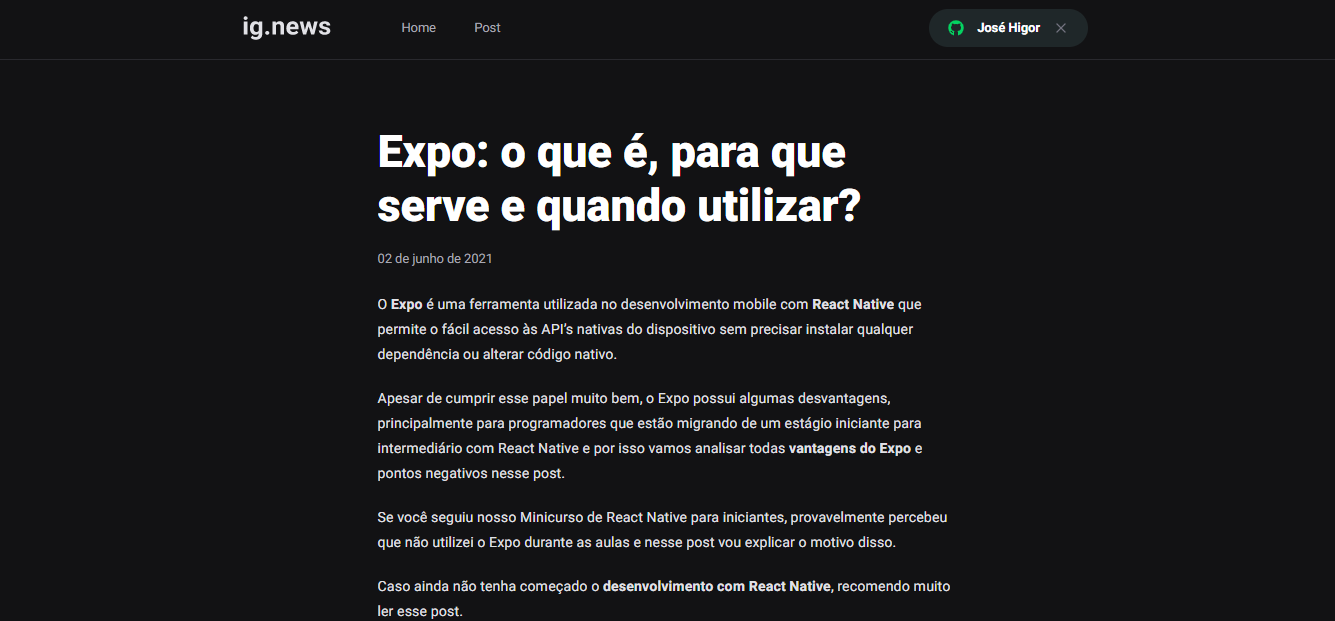 ig.news
Home
Post
José Higor
Expo: o que é, para que
serve e quando utilizar?
02 de junho de 2021
O Expo é uma ferramenta utilizada no desenvolvimento mobile com React Native que
permite o fácil acesso às API’s nativas do dispositivo sem precisar instalar qualquer
dependência ou alterar código nativo.
Apesar de cumprir esse papel muito bem, o Expo possui algumas desvantagens,
principalmente para programadores que estão migrando de um estágio iniciante para
intermediário com React Native e por isso vamos analisar todas vantagens do Expo e
pontos negativos nesse post.
Se você seguiu nosso Minicurso de React Native para iniciantes, provavelmente percebeu
que não utilizei o Expo durante as aulas e nesse post vou explicar o motivo disso.
Caso ainda não tenha começado o desenvolvimento com React Native, recomendo muito
ler esse post.